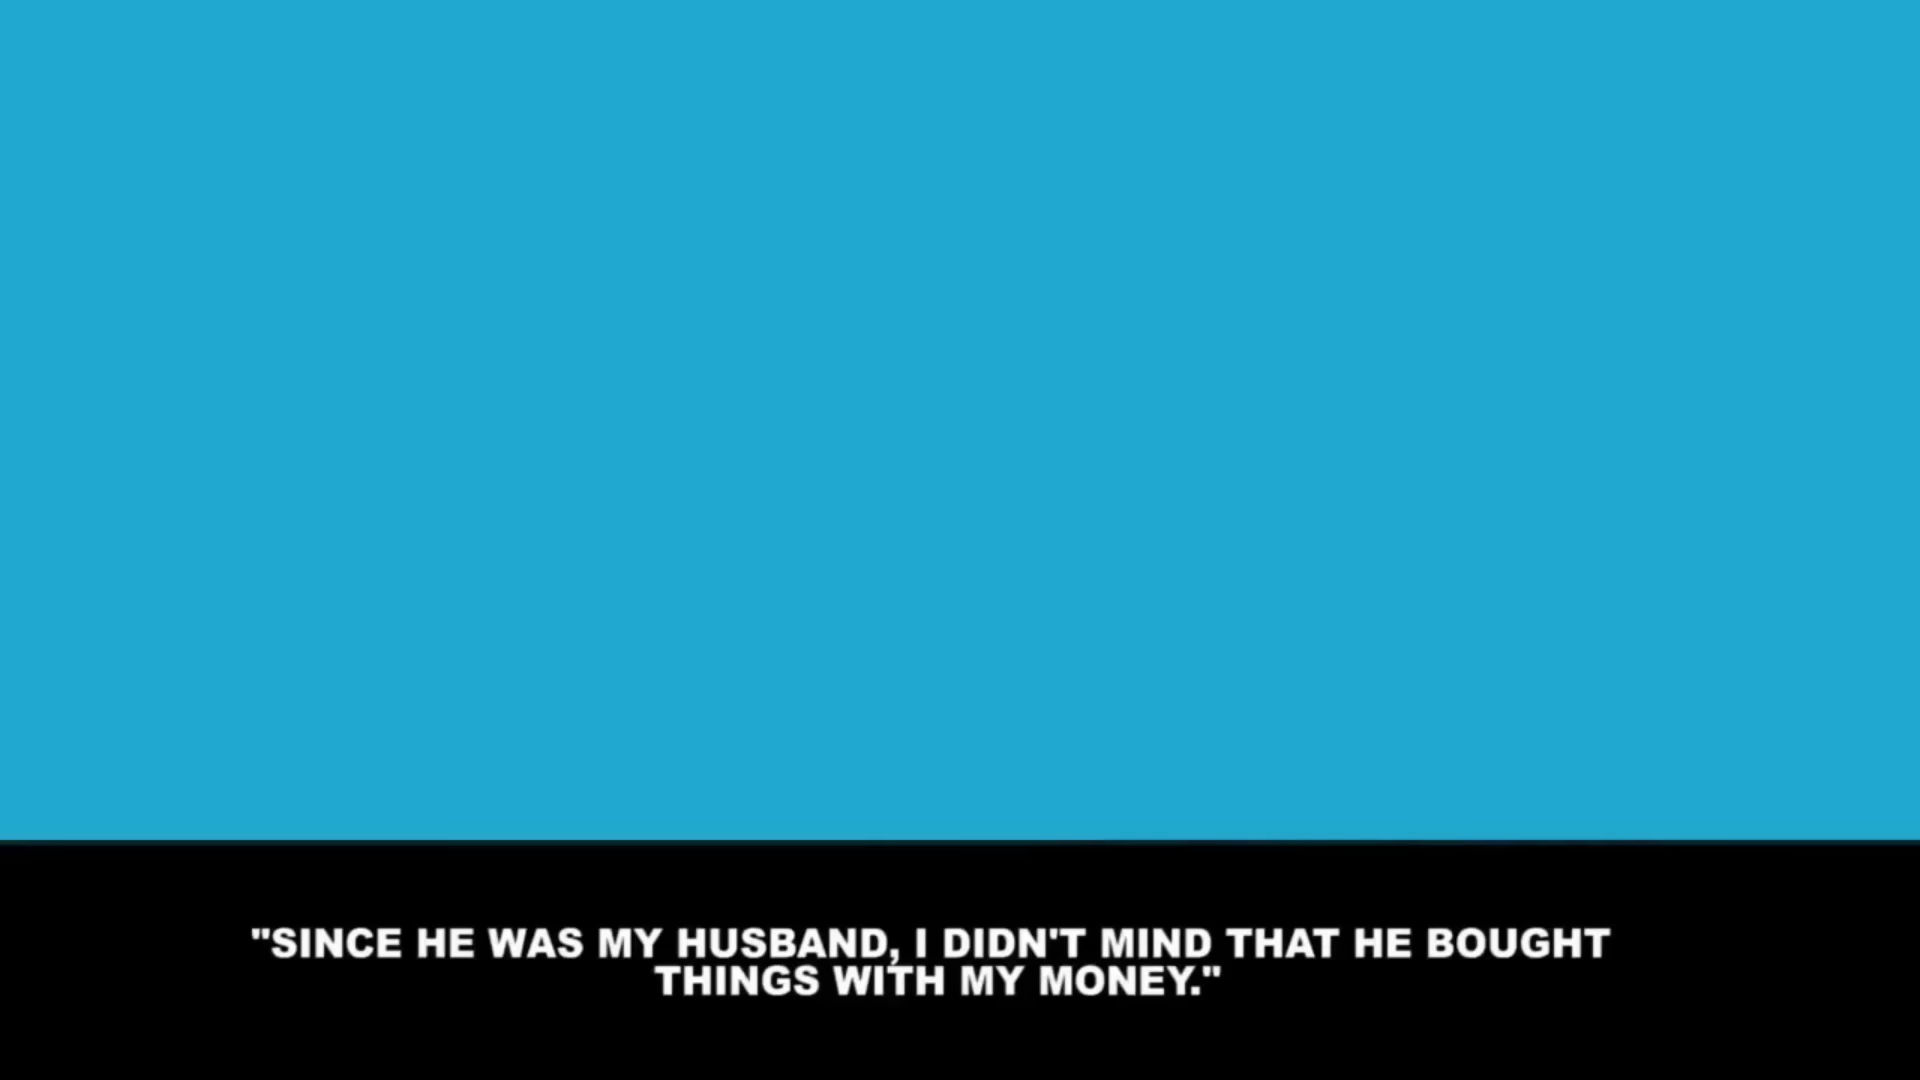 "SINCE HE WAS MY HUSBAND, I DIDN'T MIND THAT HE BOUGHT
THINGS WITH MY MONEY."